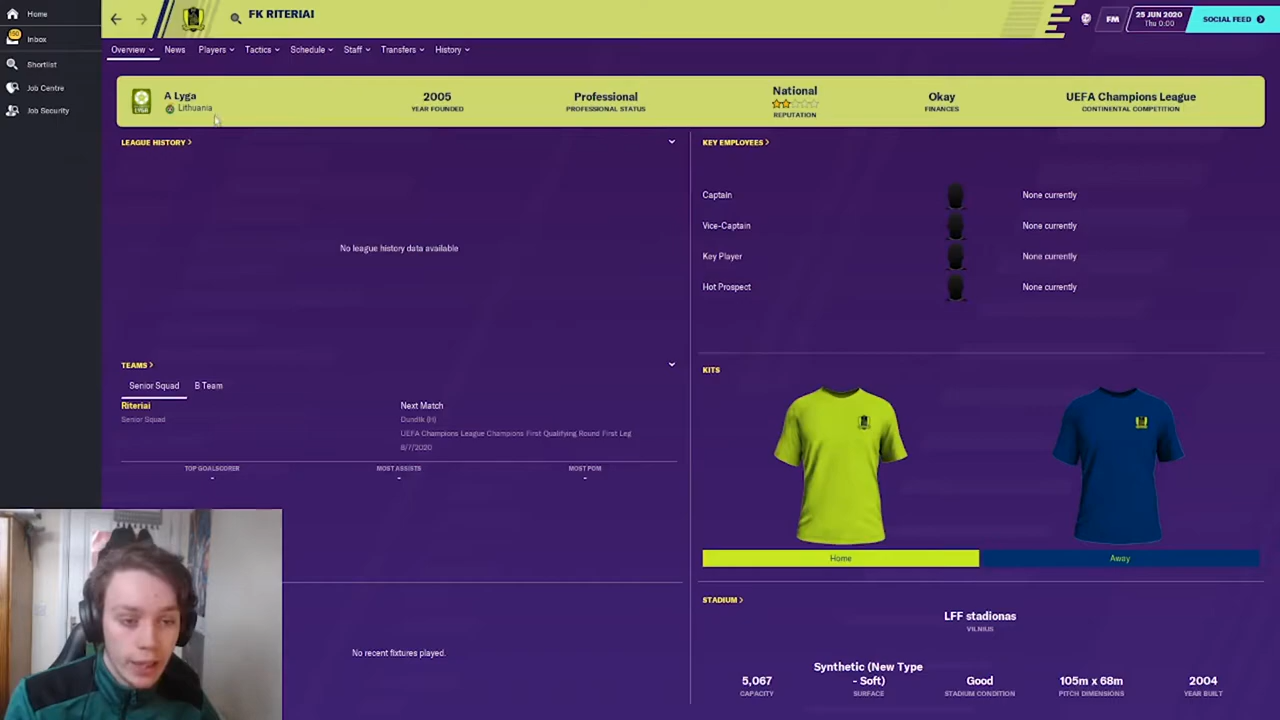 Home
Inbox
Shortlist
Job Centre
Job Security
FK RITERIAI
FM
25 JUN 2020
Thu 0:00
SOCIAL FEED
Overview
News
Players
Tactics
Schedule
Staff
Transfers
History
A Lyga
Lithuania
2005
YEAR FOUNDED
Professional
PROFESSIONAL STATUS
National
REPUTATION
Okay
FINANCES
UEFA Champions League
CONTINENTAL COMPETITION
LEAGUE HISTORY >
No league history data available
KEY EMPLOYEES >
Captain
None currently
Vice-Captain
None currently
Key Player
None currently
Hot Prospect
None currently
TEAMS >
Senior Squad
B Team
Riteriai
Senior Squad
Next Match
Dundlk (H)
UEFA Champions League Champions First Qualifying Round First Leg
8/7/2020
TOP GOALSCORER
-
MOST ASSISTS
-
MOST POM
-
No recent fixtures played.
KITS
Home
Away
STADIUM >
LFF stadionas
VILNIUS
5,067
CAPACITY
Synthetic (New Type
- Soft)
SURFACE
Good
STADIUM CONDITION
105m x 68m
PITCH DIMENSIONS
2004
YEAR BUILT